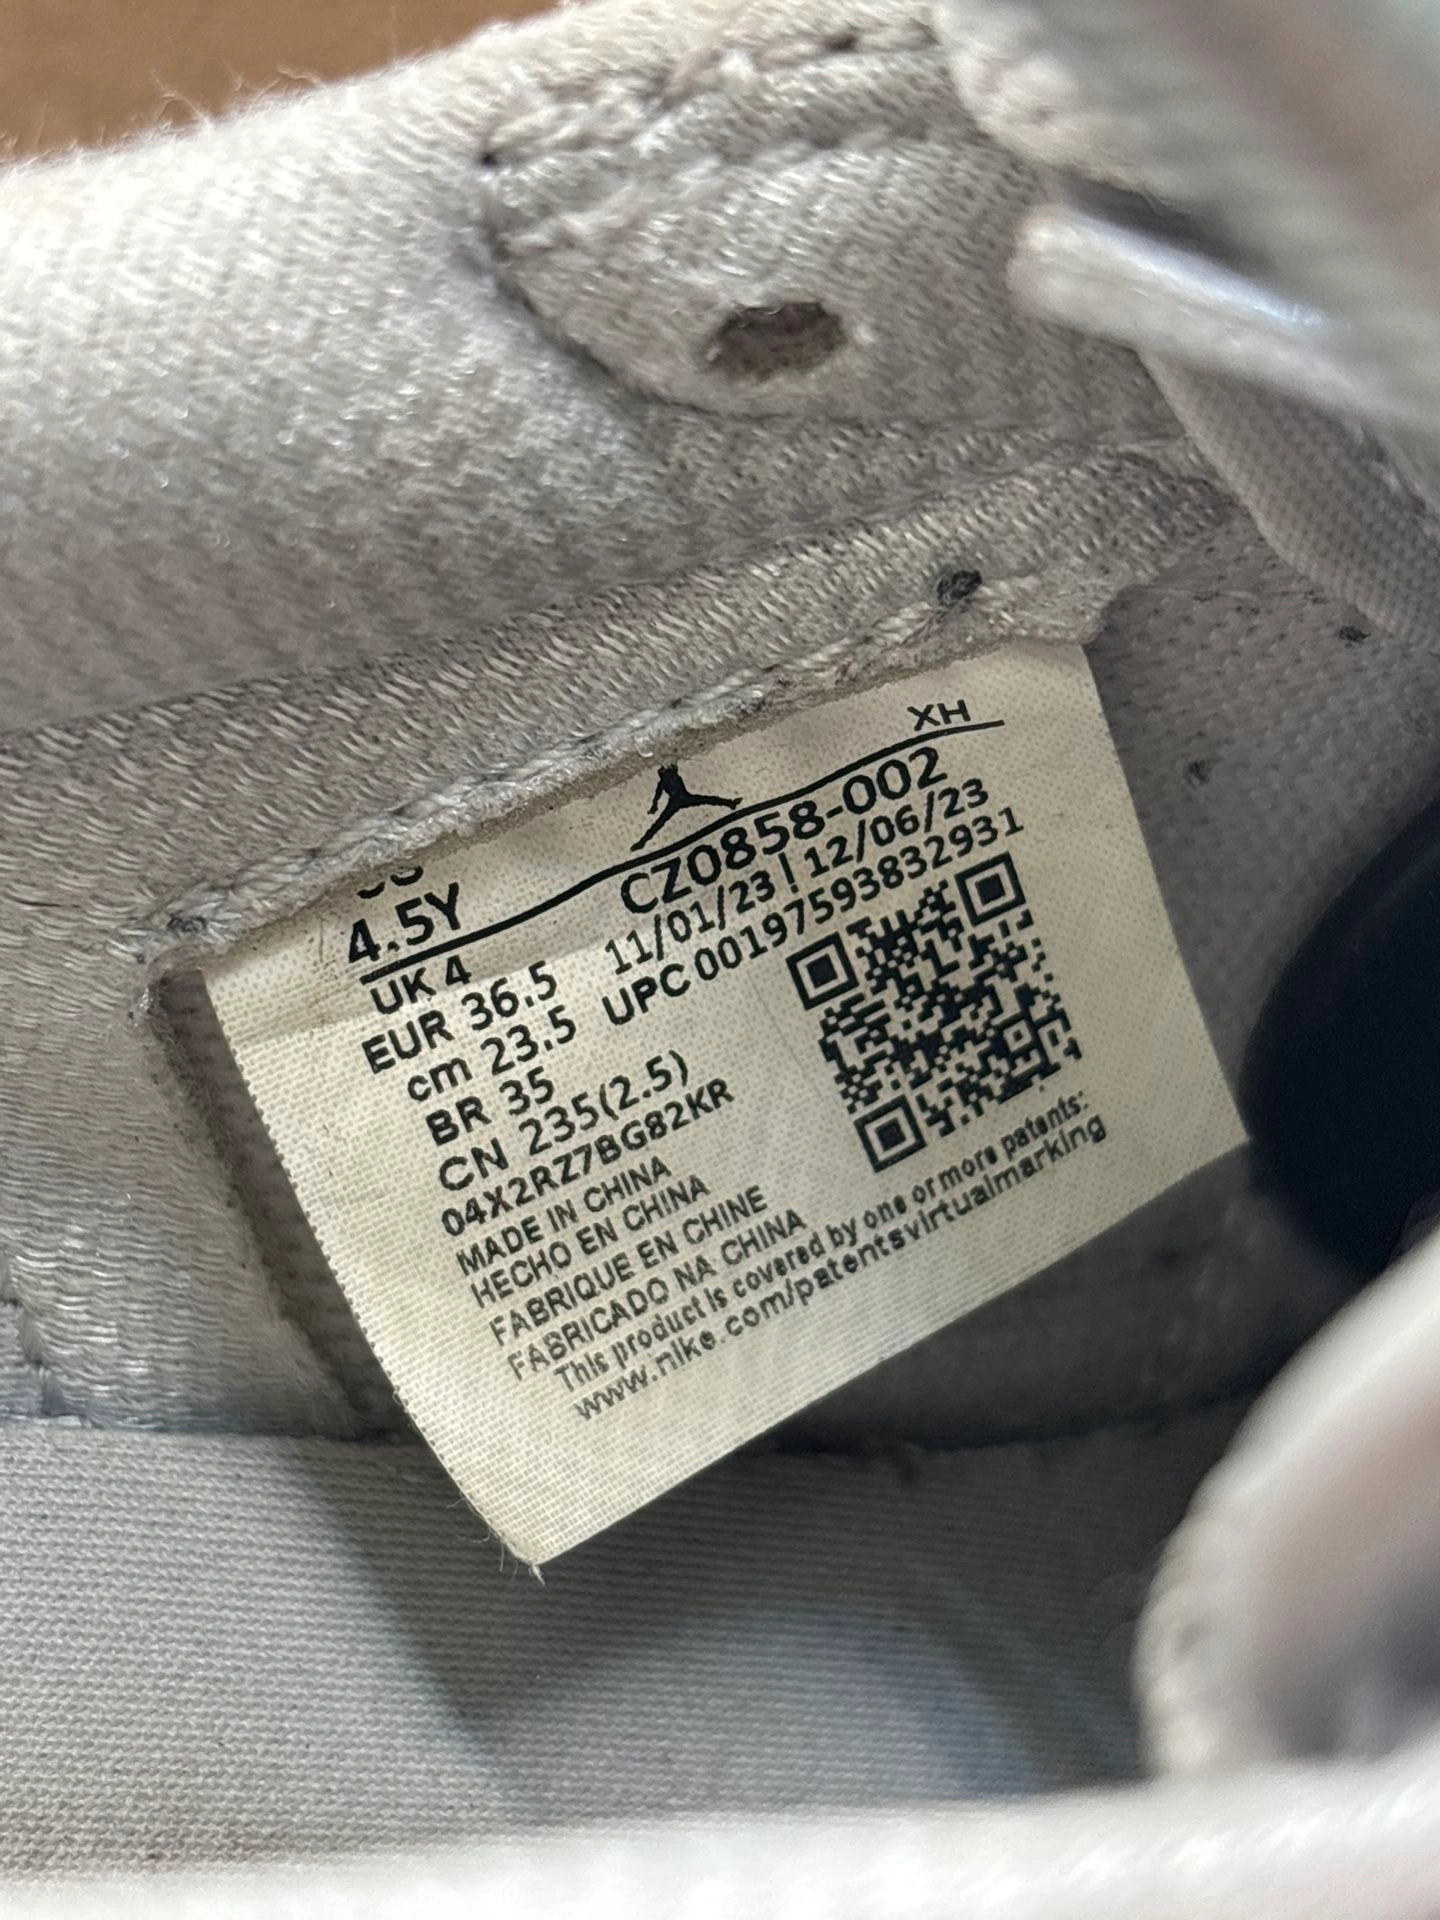 XH
4.5Y
CZ0858-002
UK 4
11/01/23 | 12/06/23
EUR 36.5
UPC 00197593832931
cm 23.5
BR 35
CN 235(2.5)
04X2RZ7BG82KR
MADE IN CHINA
HECHO EN CHINA
FABRIQUE EN CHINE
FABRICADO NA CHINA
This product is covered by one or more patents:
www.nike.com/patentsvirtualmarking